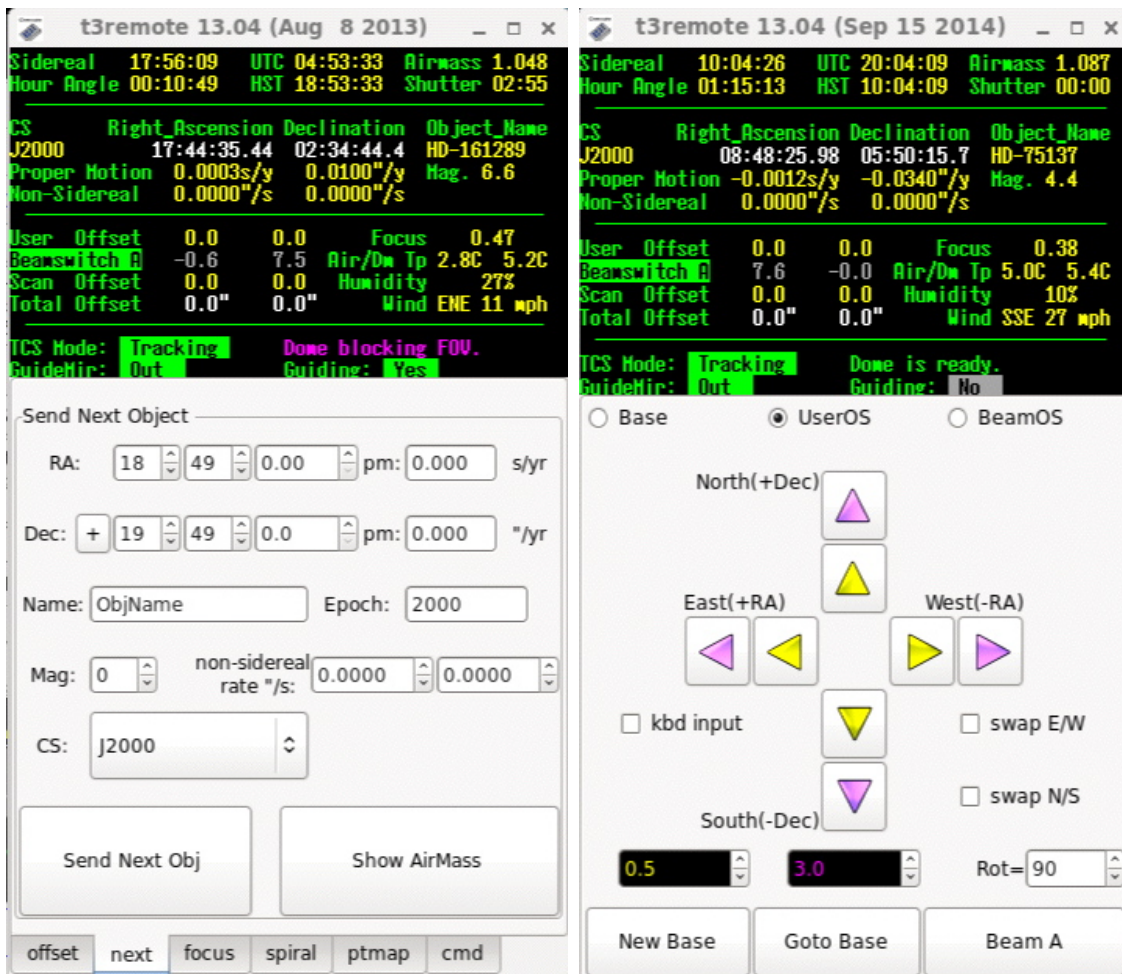 t3remote 13.04 (Aug 8 2013)
Sidereal 17:56:09 UTC 04:53:33 Airmass 1.048
Hour Angle 00:10:49 HST 18:53:33 Shutter 02:55
CS Right_Ascension Declination Object_Name
J2000 17:44:35.44 02:34:44.4 HD-161289
Proper Motion 0.0003s/y 0.0100"/y Mag. 6.6
Non-Sidereal 0.0000"/s 0.0000"/s
User Offset 0.0 0.0 Focus 0.47
Beamswitch A -0.6 7.5 Air/Dm Tp 2.8C 5.2C
Scan Offset 0.0 0.0 Humidity 27%
Total Offset 0.0" 0.0" Wind ENE 11 mph
TCS Mode: Tracking Dome blocking FOV.
GuideMir: Out Guiding: Yes
Send Next Object
RA: 18 49 0.00 pm: 0.000 s/yr
Dec: + 19 49 0.0 pm: 0.000 "/yr
Name: ObjName Epoch: 2000
Mag: 0 non-sidereal
rate "/s: 0.0000 0.0000
CS: J2000
Send Next Obj Show AirMass
offset next focus spiral ptmap cmd
t3remote 13.04 (Sep 15 2014)
Sidereal 10:04:26 UTC 20:04:09 Airmass 1.087
Hour Angle 01:15:13 HST 10:04:09 Shutter 00:00
CS Right_Ascension Declination Object_Name
J2000 08:48:25.98 05:50:15.7 HD-75137
Proper Motion -0.0012s/y -0.0340"/y Mag. 4.4
Non-Sidereal 0.0000"/s 0.0000"/s
User Offset 0.0 0.0 Focus 0.38
Beamswitch A 7.6 -0.0 Air/Dm Tp 5.0C 5.4C
Scan Offset 0.0 0.0 Humidity 10%
Total Offset 0.0" 0.0" Wind SSE 27 mph
TCS Mode: Tracking Dome is ready.
GuideMir: Out Guiding: No
Base UserOS BeamOS
North(+Dec)
East(+RA) West(-RA)
kbd input swap E/W
swap N/S
South(-Dec)
0.5 3.0 Rot= 90
New Base Goto Base Beam A